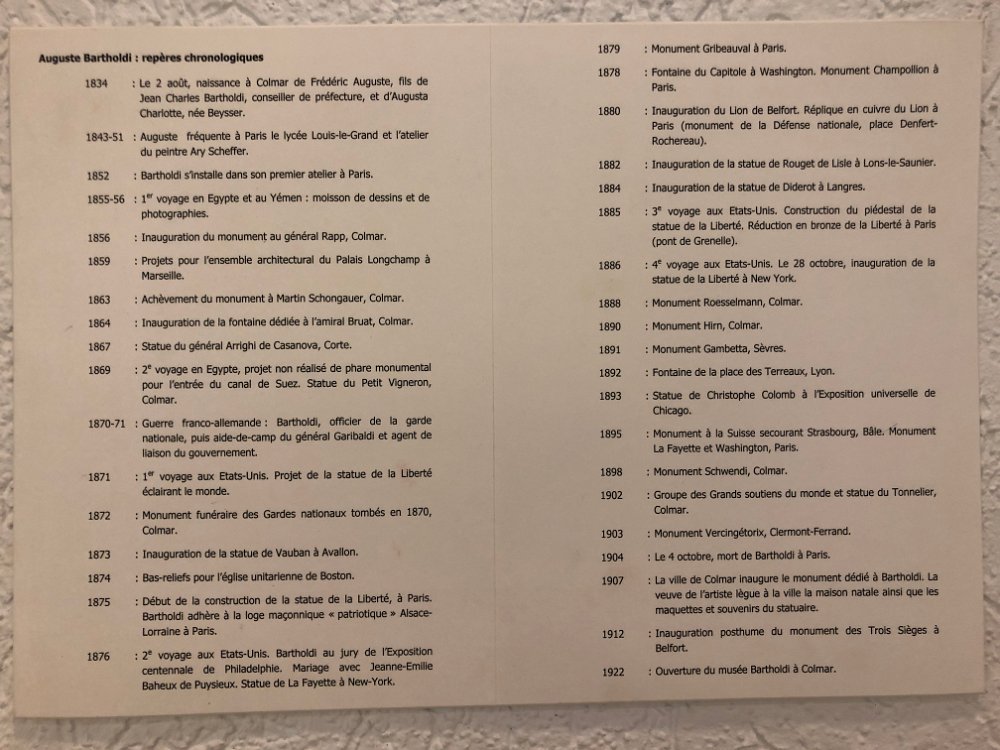 Auguste Bartholdi : repères chronologiques
1834 : Le 2 août, naissance à Colmar de Frédéric Auguste, fils de
Jean Charles Bartholdi, conseiller de préfecture, et d'Augusta
Charlotte, née Beysser.
1843-51 : Auguste fréquente à Paris le lycée Louis-le-Grand et l'atelier
du peintre Ary Scheffer.
1852 : Bartholdi s'installe dans son premier atelier à Paris.
1855-56 : 1er voyage en Egypte et au Yémen : moisson de dessins et de
photographies.
1856 : Inauguration du monument au général Rapp, Colmar.
1859 : Projets pour l'ensemble architectural du Palais Longchamp à
Marseille.
1863 : Achèvement du monument à Martin Schongauer, Colmar.
1864 : Inauguration de la fontaine dédiée à l'amiral Bruat, Colmar.
1867 : Statue du général Arrighi de Casanova, Corte.
1869 : 2e voyage en Egypte, projet non réalisé de phare monumental
pour l'entrée du canal de Suez. Statue du Petit Vigneron,
Colmar.
1870-71 : Guerre franco-allemande : Bartholdi, officier de la garde
nationale, puis aide-de-camp du général Garibaldi et agent de
liaison du gouvernement.
1871 : 1er voyage aux Etats-Unis. Projet de la statue de la Liberté
éclairant le monde.
1872 : Monument funéraire des Gardes nationaux tombés en 1870,
Colmar.
1873 : Inauguration de la statue de Vauban à Avallon.
1874 : Bas-reliefs pour l'église unitarienne de Boston.
1875 : Début de la construction de la statue de la Liberté, à Paris.
Bartholdi adhère à la loge maçonnique « patriotique » Alsace-
Lorraine à Paris.
1876 : 2e voyage aux Etats-Unis. Bartholdi au jury de l'Exposition
centennale de Philadelphie. Mariage avec Jeanne-Emilie
Baheux de Puysieux. Statue de La Fayette à New-York.
1879 : Monument Gribeauval à Paris.
1878 : Fontaine du Capitole à Washington. Monument Champollion à
Paris.
1880 : Inauguration du Lion de Belfort. Réplique en cuivre du Lion à
Paris (monument de la Défense nationale, place Denfert-
Rochereau).
1882 : Inauguration de la statue de Rouget de Lisle à Lons-le-Saunier.
1884 : Inauguration de la statue de Diderot à Langres.
1885 : 3e voyage aux Etats-Unis. Construction du piédestal de la
statue de la Liberté. Réduction en bronze de la Liberté à Paris
(pont de Grenelle).
1886 : 4e voyage aux Etats-Unis. Le 28 octobre, inauguration de la
statue de la Liberté à New York.
1888 : Monument Roesselmann, Colmar.
1890 : Monument Hirn, Colmar.
1891 : Monument Gambetta, Sèvres.
1892 : Fontaine de la place des Terreaux, Lyon.
1893 : Statue de Christophe Colomb à l'Exposition universelle de
Chicago.
1895 : Monument à la Suisse secourant Strasbourg, Bâle. Monument
La Fayette et Washington, Paris.
1898 : Monument Schwendi, Colmar.
1902 : Groupe des Grands soutiens du monde et statue du Tonnelier,
Colmar.
1903 : Monument Vercingétorix, Clermont-Ferrand.
1904 : Le 4 octobre, mort de Bartholdi à Paris.
1907 : La ville de Colmar inaugure le monument dédié à Bartholdi. La
veuve de l'artiste lègue à la ville la maison natale ainsi que les
maquettes et souvenirs du statuaire.
1912 : Inauguration posthume du monument des Trois Sièges à
Belfort.
1922 : Ouverture du musée Bartholdi à Colmar.